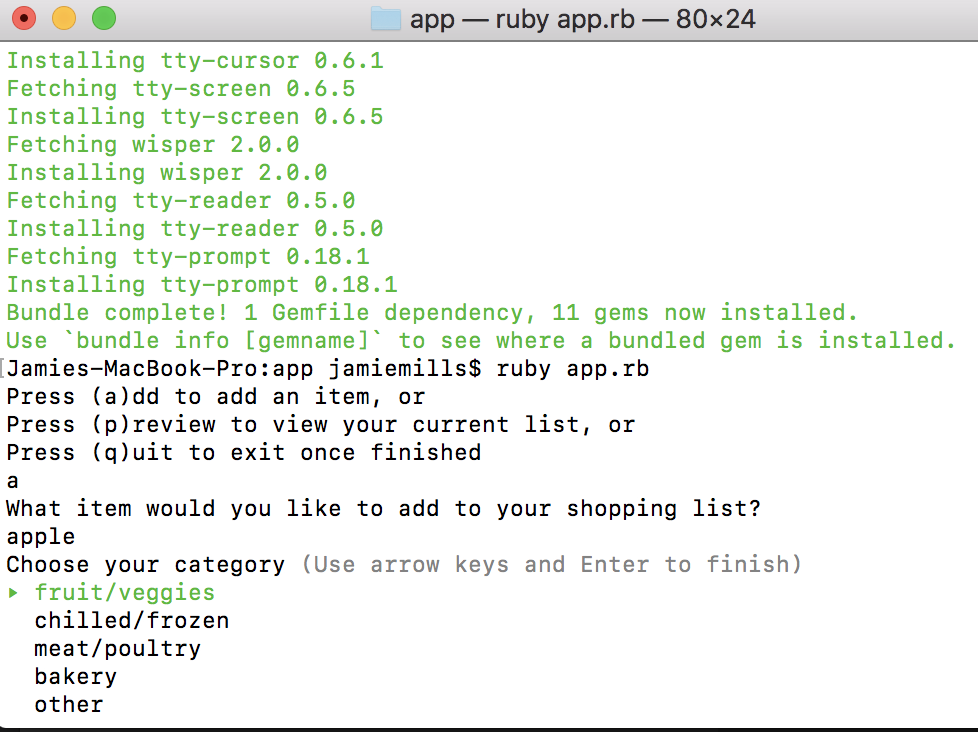 app — ruby app.rb — 80×24
Installing tty-cursor 0.6.1
Fetching tty-screen 0.6.5
Installing tty-screen 0.6.5
Fetching wisper 2.0.0
Installing wisper 2.0.0
Fetching tty-reader 0.5.0
Installing tty-reader 0.5.0
Fetching tty-prompt 0.18.1
Installing tty-prompt 0.18.1
Bundle complete! 1 Gemfile dependency, 11 gems now installed.
Use `bundle info [gemname]` to see where a bundled gem is installed.
[Jamies-MacBook-Pro:app jamiemills$ ruby app.rb
Press (a)dd to add an item, or
Press (p)review to view your current list, or
Press (q)uit to exit once finished
a
What item would you like to add to your shopping list?
apple
Choose your category (Use arrow keys and Enter to finish)
‣ fruit/veggies
chilled/frozen
meat/poultry
bakery
other